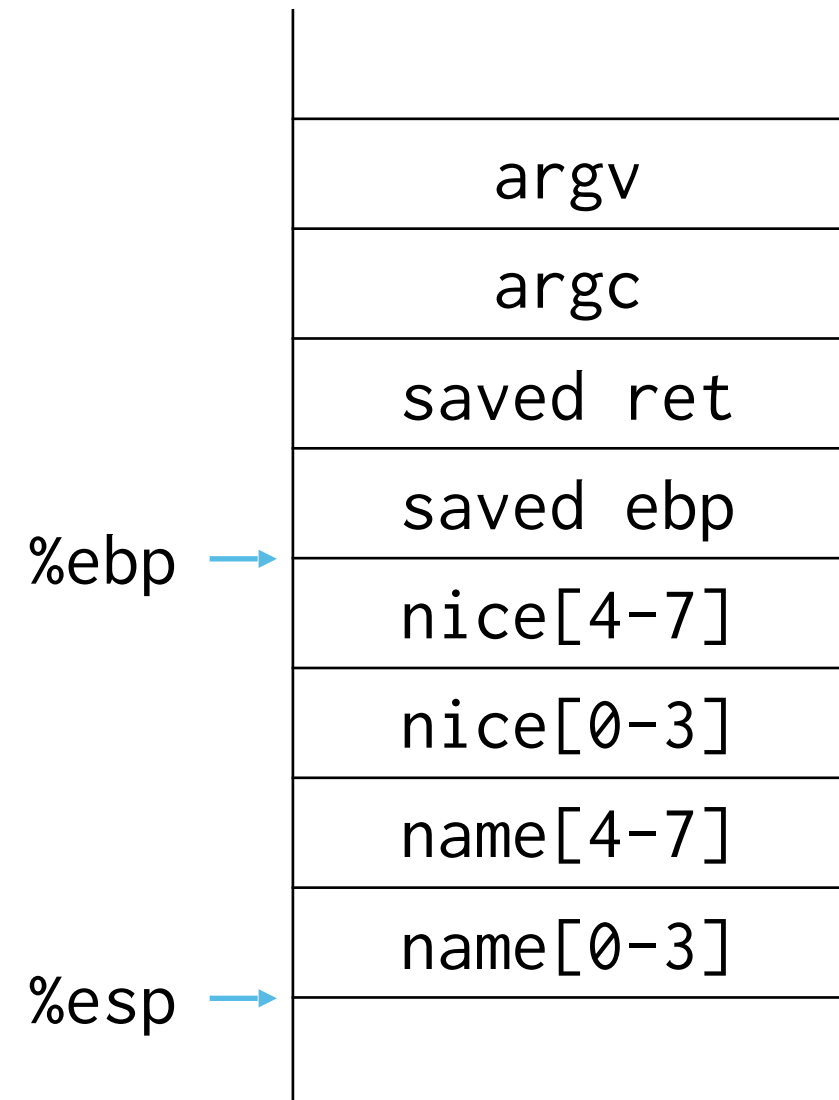 argv
argc
saved ret
saved ebp
%ebp
nice[4-7]
nice[0-3]
name[4-7]
name[0-3]
%esp